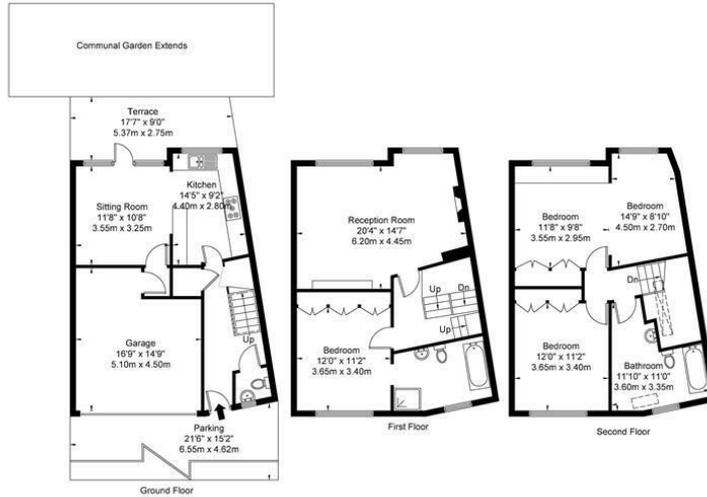 Communal Garden Extends
Terrace
17'7" x 9'0"
5.37m x 2.75m
Kitchen
14'5" x 9'2"
4.40m x 2.80m
Sitting Room
11'8" x 10'8"
3.55m x 3.25m
Garage
16'9" x 14'9"
5.10m x 4.50m
Up
Parking
21'6" x 15'2"
6.55m x 4.62m
Ground Floor
Reception Room
20'4" x 14'7"
6.20m x 4.45m
Up
Dn
Up
Bedroom
12'0" x 11'2"
3.65m x 3.40m
First Floor
Bedroom
14'9" x 8'10"
4.50m x 2.70m
Bedroom
11'8" x 9'8"
3.55m x 2.95m
Dn
Bedroom
12'0" x 11'2"
3.65m x 3.40m
Bathroom
11'10" x 11'0"
3.60m x 3.35m
Second Floor